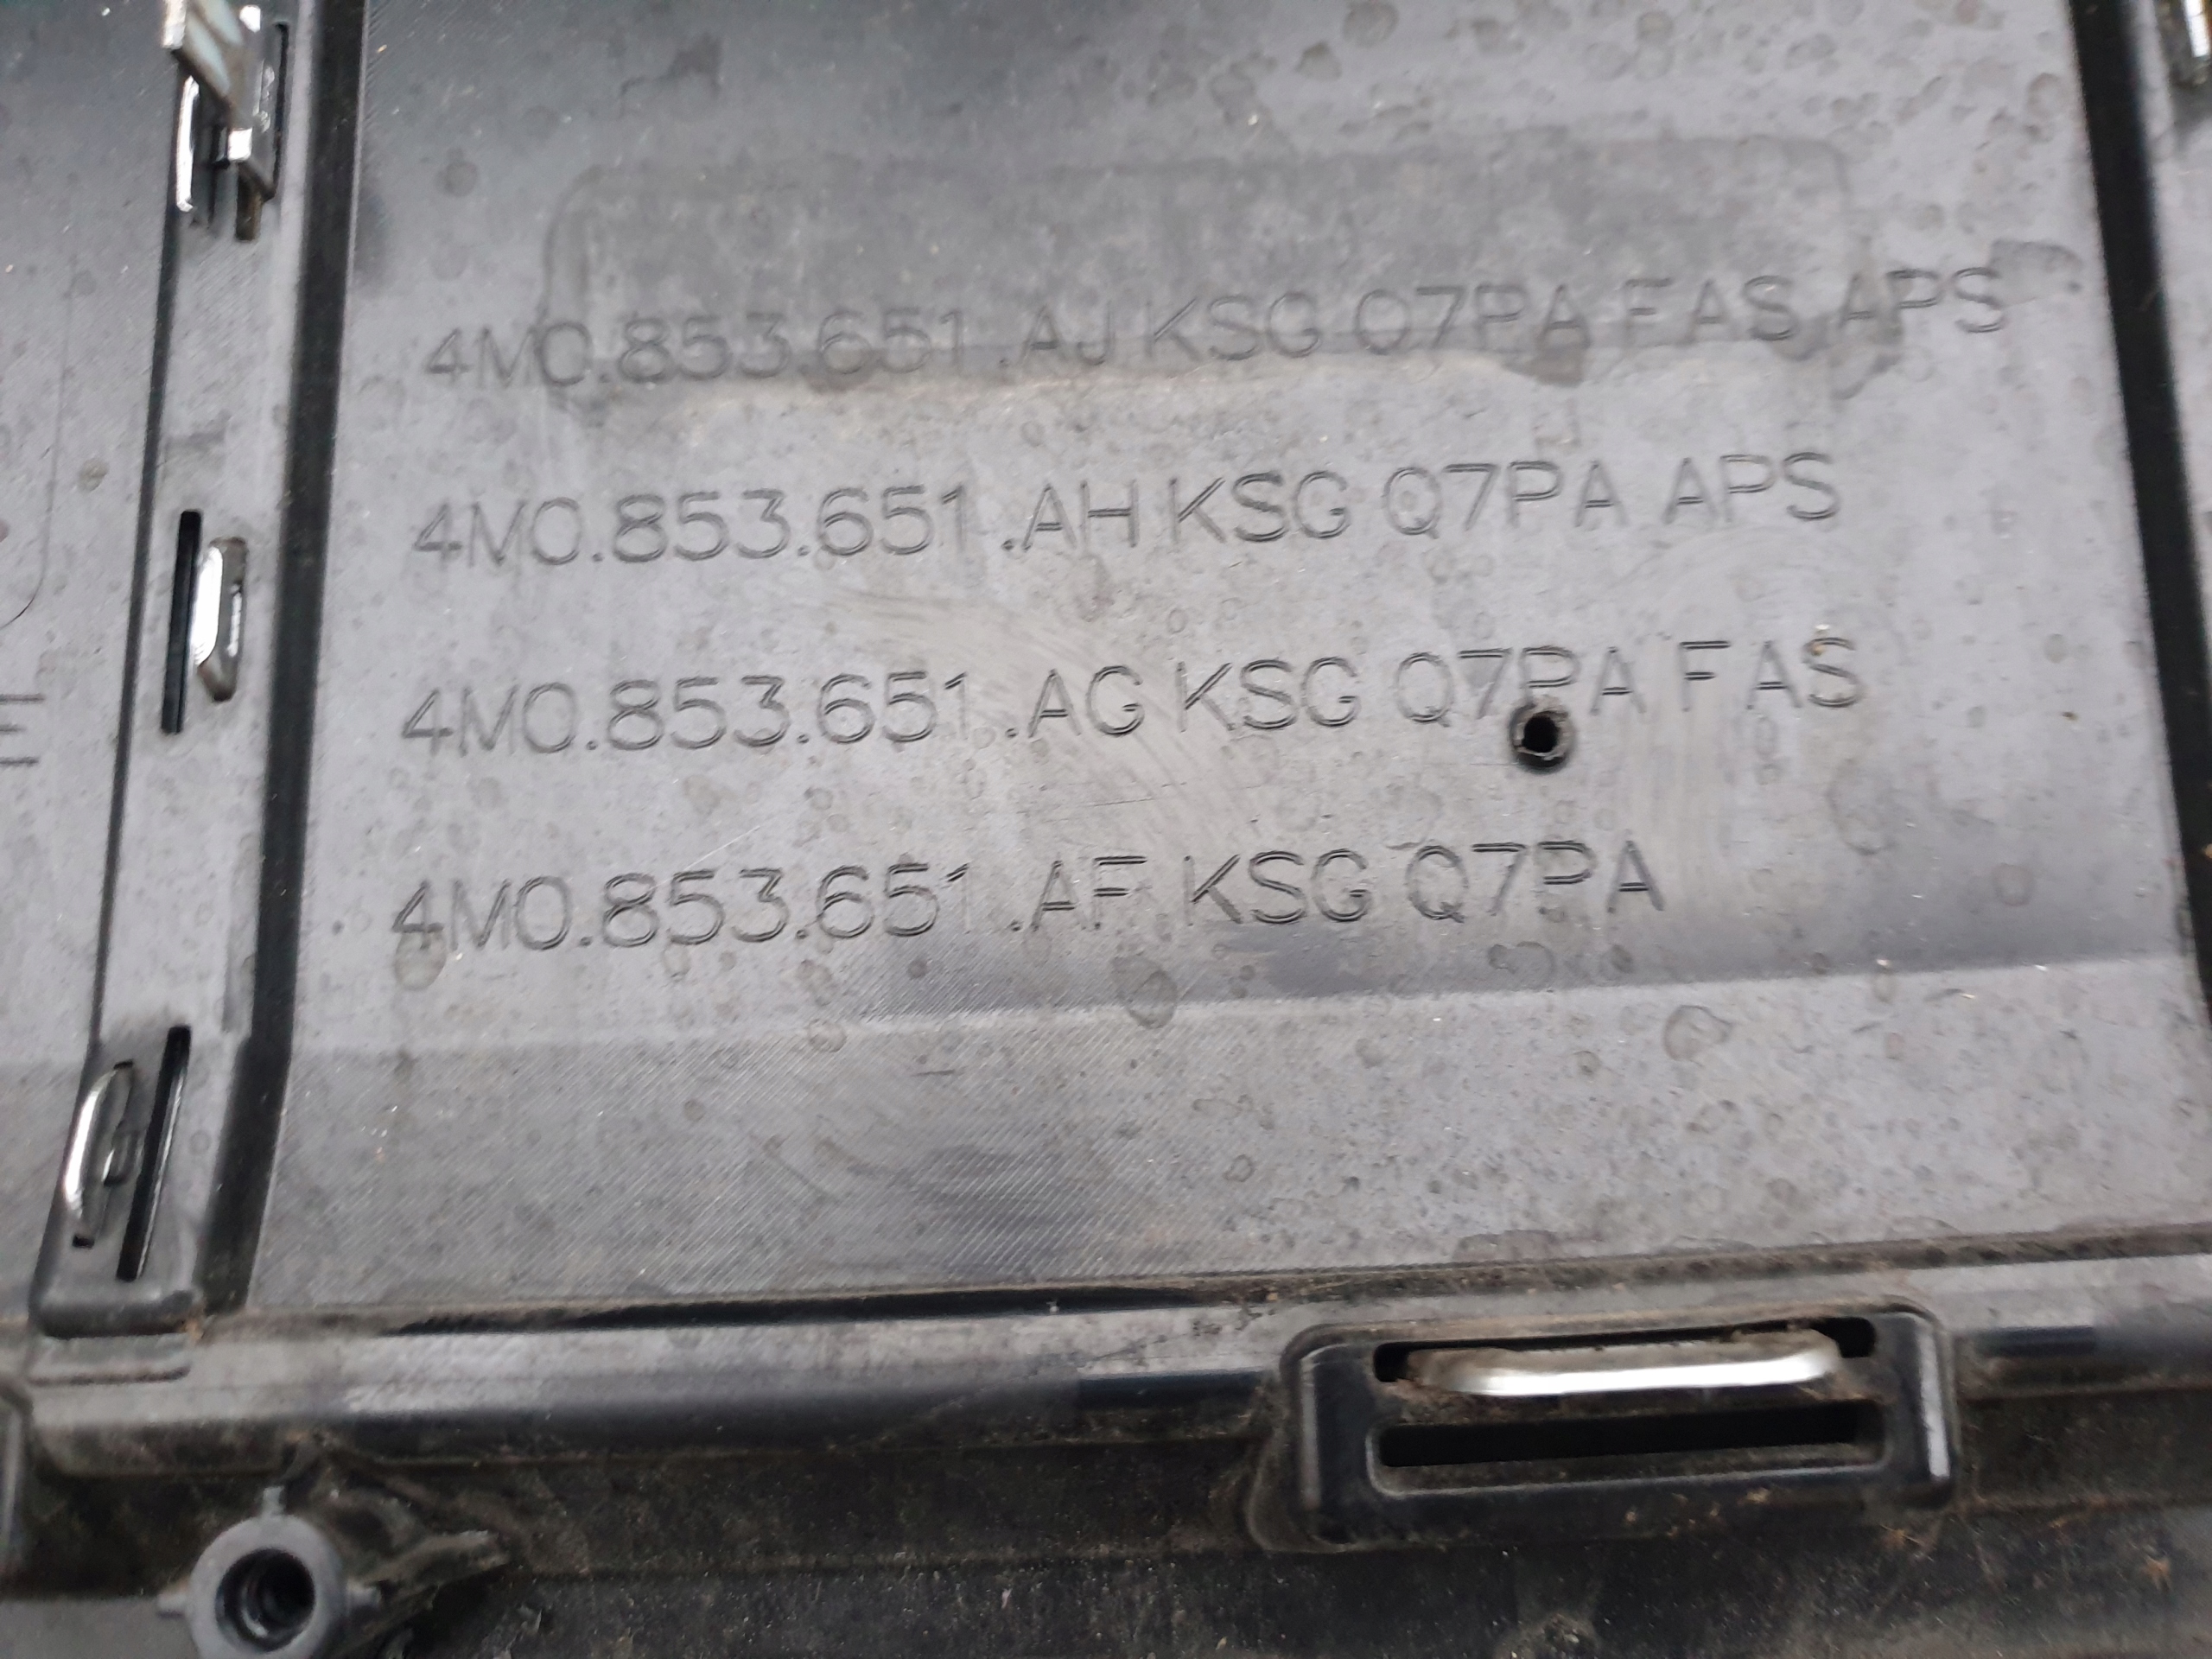 4M0.853.651.AJ KSG Q7PA FAS APS
4M0.853.651.AH KSG Q7PA APS
4M0.853.651.AG KSG Q7PA FAS
4M0.853.651.AF KSG Q7PA